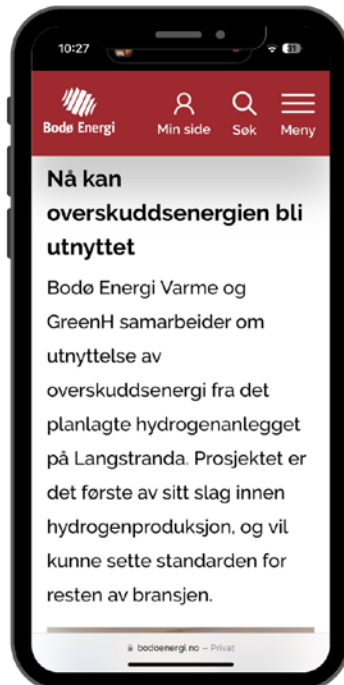 10:27
31
Bodø Energi
Min side
Søk
Meny
Nå kan
overskuddsenergien bli
utnyttet
Bodø Energi Varme og
GreenH samarbeider om
utnyttelse av
overskuddsenergi fra det
planlagte hydrogenanlegget
på Langstranda. Prosjektet er
det første av sitt slag innen
hydrogenproduksjon, og vil
kunne sette standarden for
resten av bransjen.
bodoenergi.no – Privat